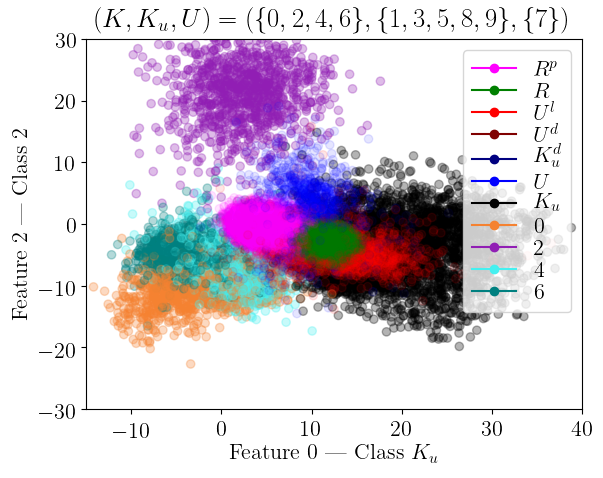 (K, K_u, U) = ({0, 2, 4, 6}, {1, 3, 5, 8, 9}, {7})
Feature 2 — Class 2
30
20
10
0
−10
−20
−30
R^p
R
U^l
U^d
K_u^d
U
K_u
0
2
4
6
−10
0
10
20
30
40
Feature 0 — Class K_u